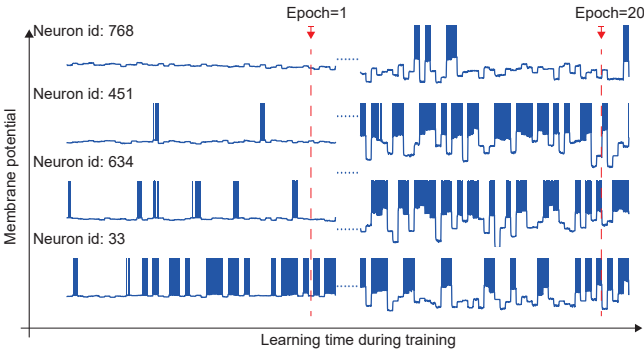 Epoch=1
Epoch=20
Neuron id: 768
Neuron id: 451
Neuron id: 634
Neuron id: 33
Membrane potential
Learning time during training